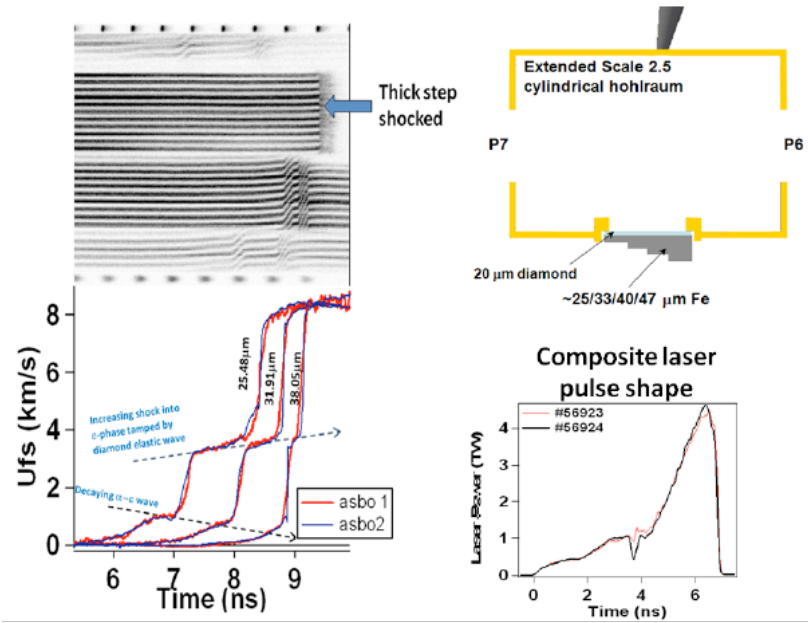 Thick step
shocked
Extended Scale 2.5
cylindrical hohlraum
P7
P6
20 μm diamond
~25/33/40/47 μm Fe
Ufs (km/s)
8
6
4
2
0
25.48μm
31.91μm
38.05μm
Increasing shock into
ε-phase tamped by
diamond elastic wave
Decaying α–ε wave
asbo 1
asbo2
6
7
8
9
Time (ns)
Composite laser
pulse shape
#56923
#56924
Laser Power (TW)
4
3
2
1
0
0
2
4
6
Time (ns)